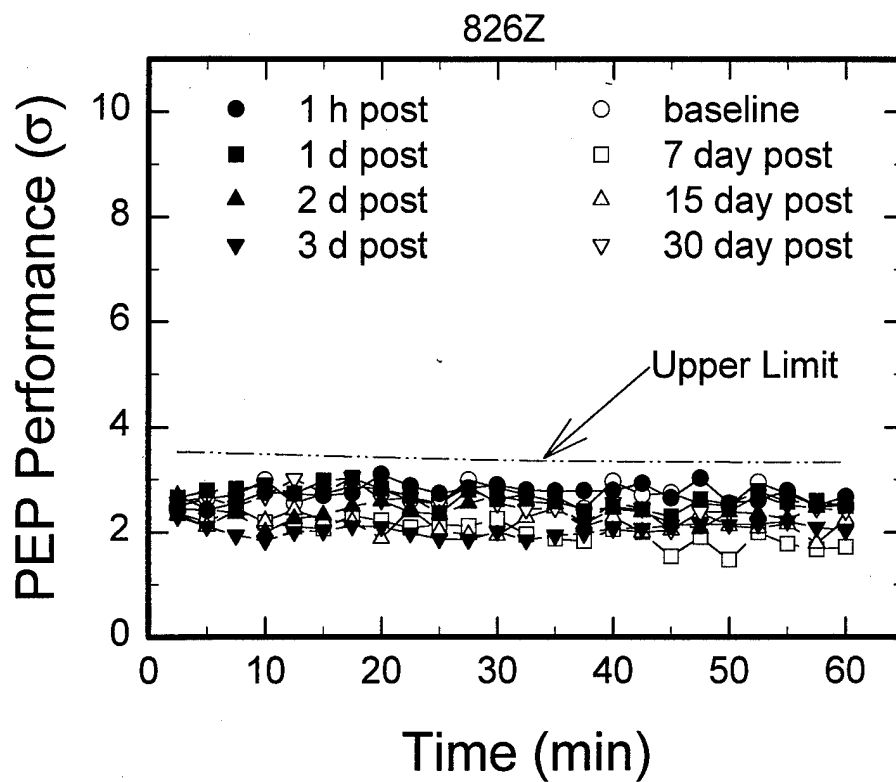 826Z
PEP Performance (σ)
10
8
6
4
2
0
1 h post
baseline
1 d post
7 day post
2 d post
15 day post
3 d post
30 day post
Upper Limit
0 10 20 30 40 50 60
Time (min)